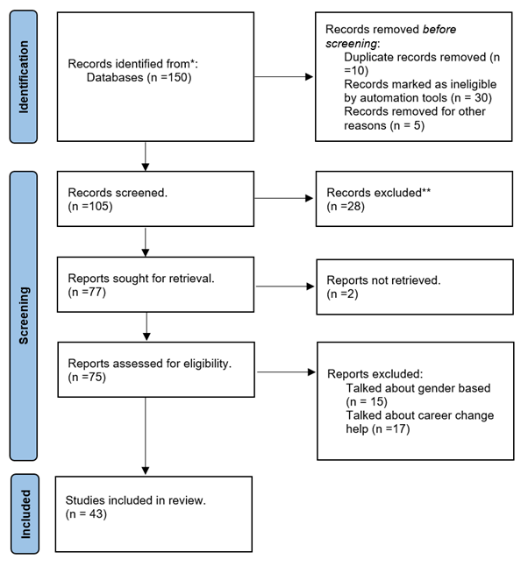 Identification
Records identified from*:
Databases (n =150)
Records removed before
screening:
Duplicate records removed (n
=10)
Records marked as ineligible
by automation tools (n = 30)
Records removed for other
reasons (n = 5)
Screening
Records screened.
(n =105)
Records excluded**
(n =28)
Reports sought for retrieval.
(n =77)
Reports not retrieved.
(n =2)
Reports assessed for eligibility.
(n =75)
Reports excluded:
Talked about gender based
(n = 15)
Talked about career change
help (n =17)
Included
Studies included in review.
(n = 43)